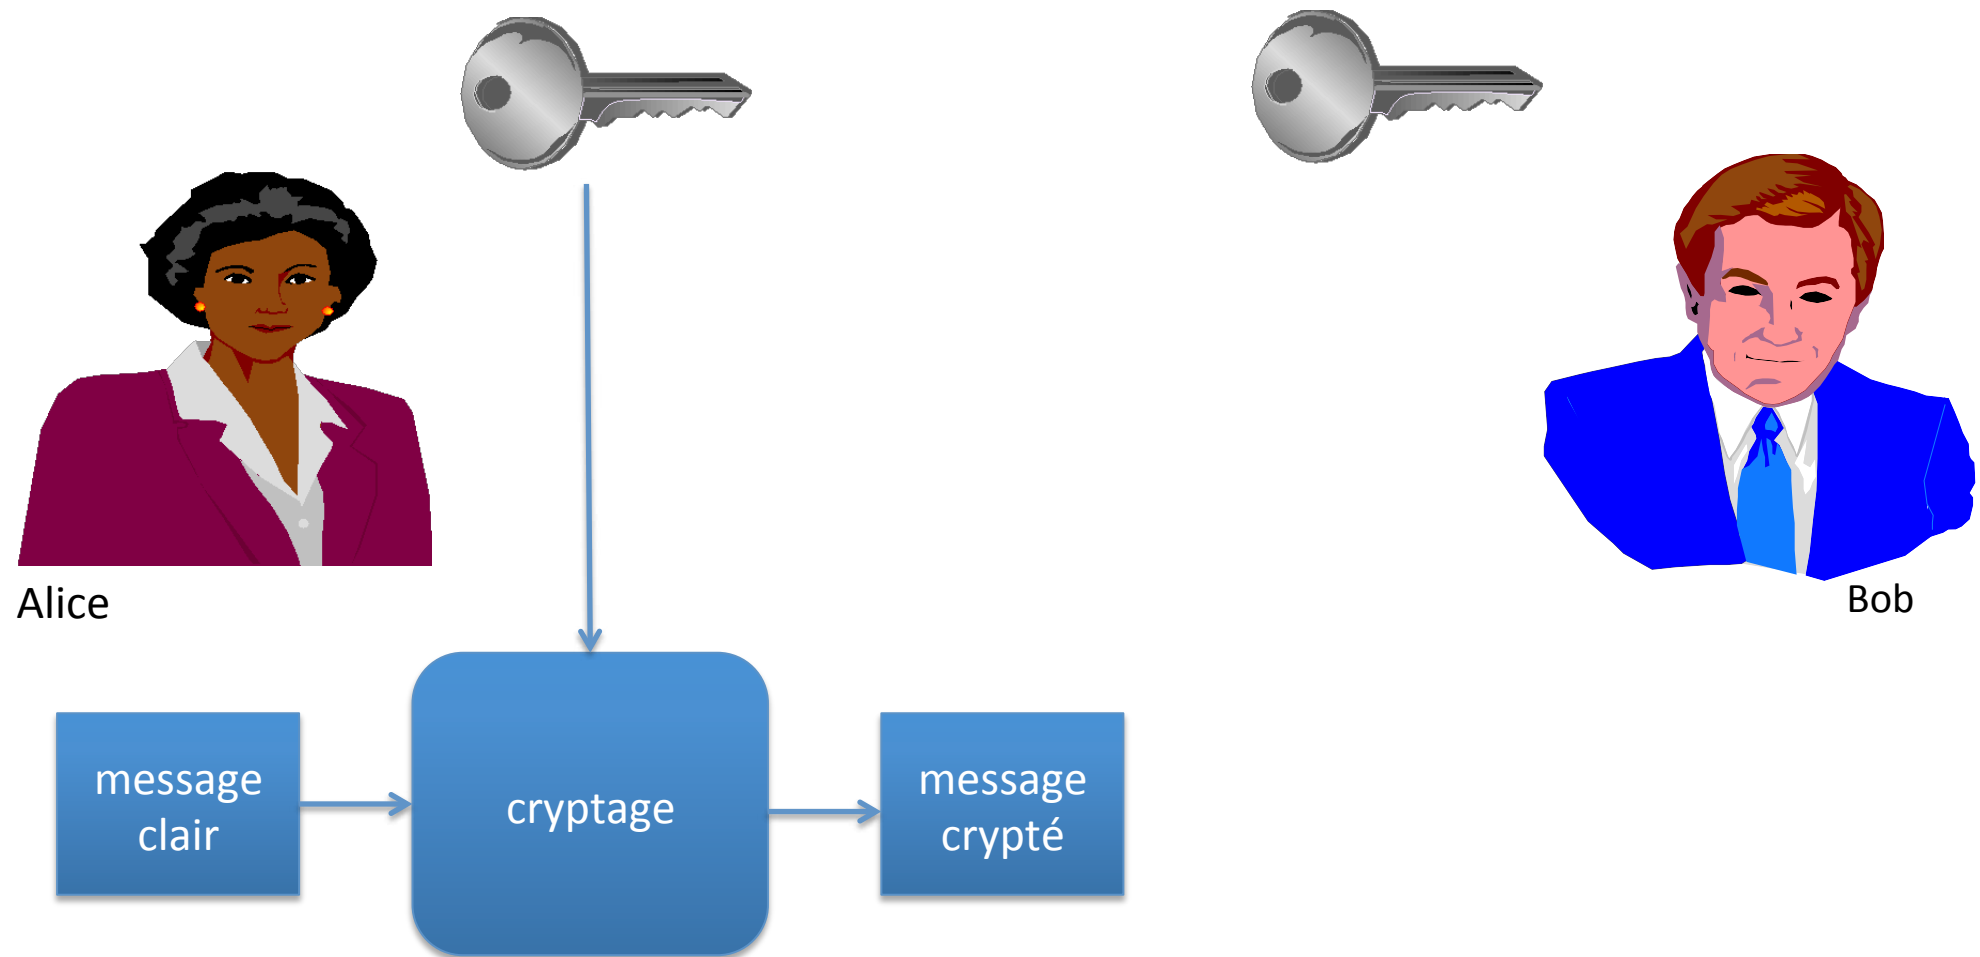 Alice
Bob
message
clair
cryptage
message
crypté